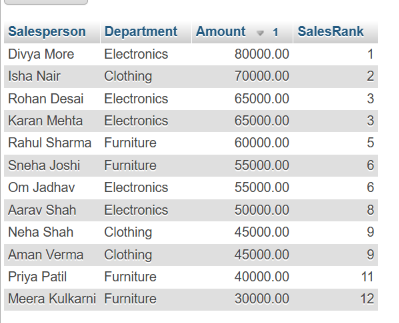 Salesperson Department Amount 1 SalesRank
Divya More Electronics 80000.00 1
Isha Nair Clothing 70000.00 2
Rohan Desai Electronics 65000.00 3
Karan Mehta Electronics 65000.00 3
Rahul Sharma Furniture 60000.00 5
Sneha Joshi Furniture 55000.00 6
Om Jadhav Electronics 55000.00 6
Aarav Shah Electronics 50000.00 8
Neha Shah Clothing 45000.00 9
Aman Verma Clothing 45000.00 9
Priya Patil Furniture 40000.00 11
Meera Kulkarni Furniture 30000.00 12